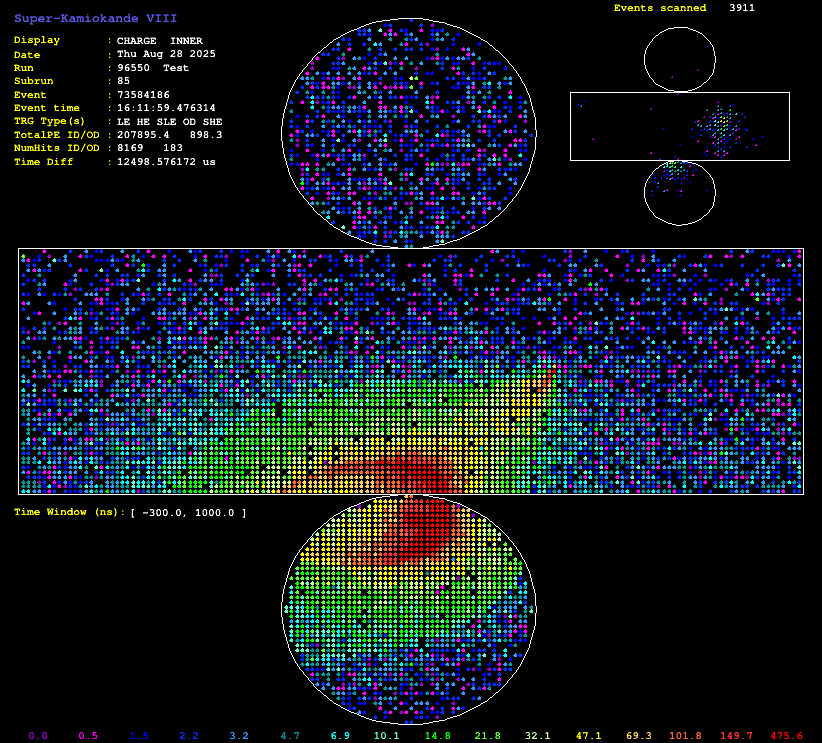 Super-Kamiokande VIII
Events scanned 3911
Display : CHARGE INNER
Date : Thu Aug 28 2025
Run : 96550 Test
Subrun : 85
Event : 73584186
Event time : 16:11:59.476314
TRG Type(s) : LE HE SLE OD SHE
TotalPE ID/OD : 207895.4 898.3
NumHits ID/OD : 8169 183
Time Diff : 12498.576172 us
Time Window (ns): [ -300.0, 1000.0 ]
0.0 0.5 1.5 2.2 3.2 4.7 6.9 10.1 14.8 21.8 32.1 47.1 69.3 101.8 149.7 475.6